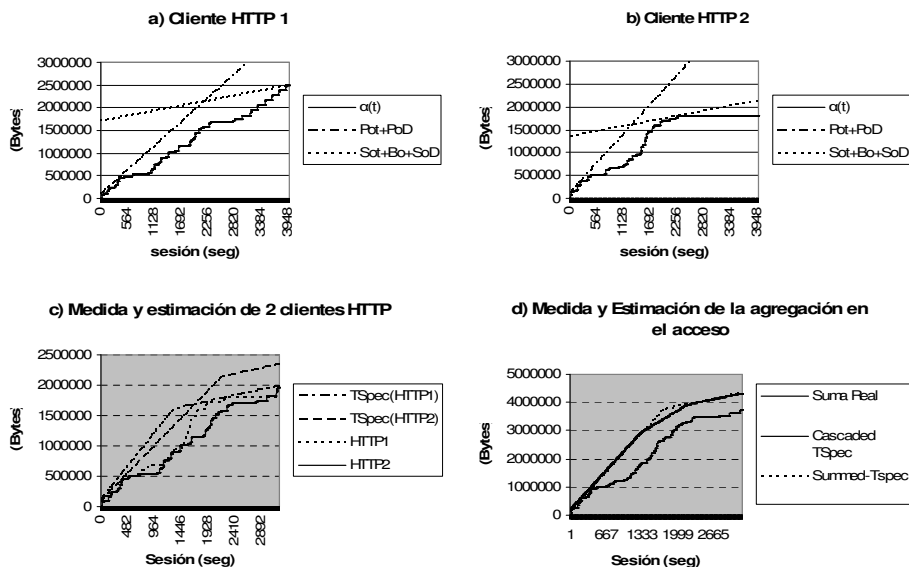 a) Cliente HTTP 1
(Bytes)
3000000
2500000
2000000
1500000
1000000
500000
0
0 564 1128 1692 2256 2820 3384 3948
sesión (seg)
α(t)
Pot+PoD
Sot+Bo+SoD
b) Cliente HTTP 2
(Bytes)
3000000
2500000
2000000
1500000
1000000
500000
0
0 564 1128 1692 2256 2820 3384 3948
sesión (seg)
α(t)
Pot+PoD
Sot+Bo+SoD
c) Medida y estimación de 2 clientes HTTP
(Bytes)
2500000
2000000
1500000
1000000
500000
0
0 482 964 1446 1928 2410 2892
Sesión (seg)
TSpec(HTTP1)
TSpec(HTTP2)
HTTP1
HTTP2
d) Medida y Estimación de la agregación en
el acceso
(Bytes
5000000
4000000
3000000
2000000
1000000
0
1 667 1333 1999 2665
Sesión (seg)
Suma Real
Cascaded
TSpec
Summed-Tspec